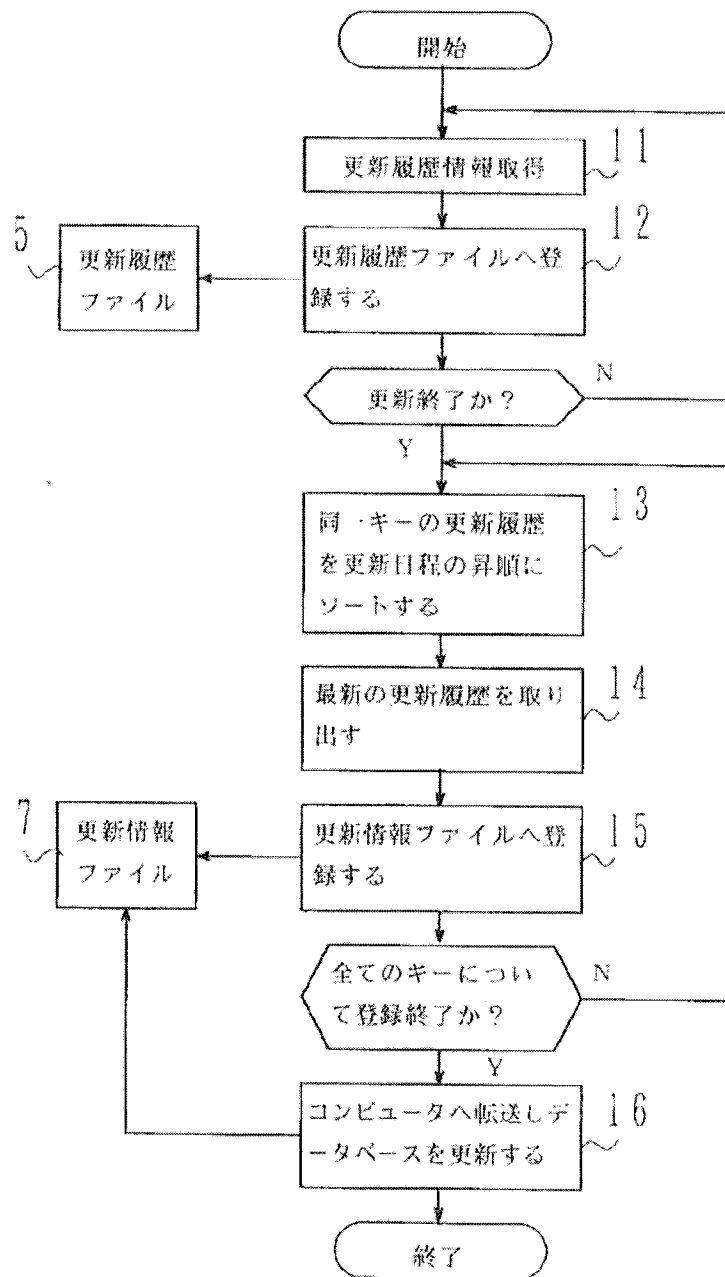 開始
更新履歴情報取得
11
更新履歴ファイルへ登
録する
12
5
更新履歴
ファイル
更新終了か？
N
Y
同一キーの更新履歴
を更新日程の昇順に
ソートする
13
最新の更新履歴を取り
出す
14
更新情報ファイルへ登
録する
15
7
更新情報
ファイル
全てのキーについ
て登録終了か？
N
Y
コンピュータへ転送しデ
ータベースを更新する
16
終了